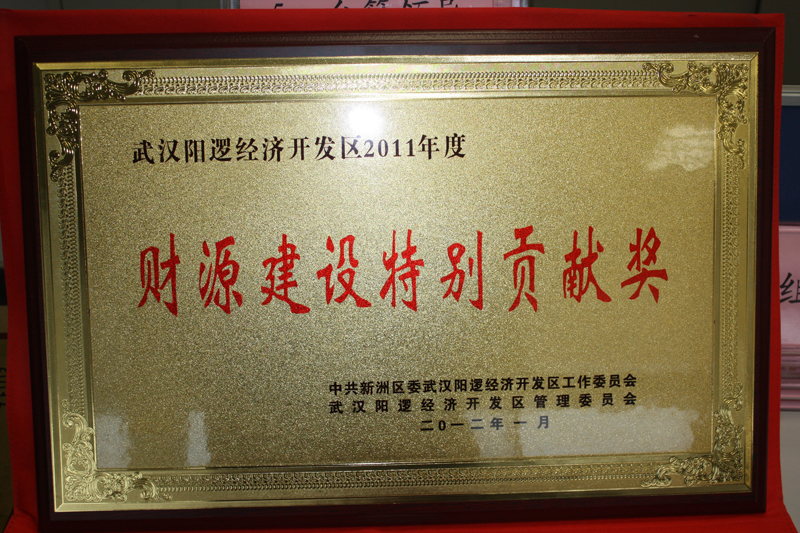 武汉阳逻经济开发区2011年度
财源建设特别贡献奖
中共新洲区委武汉阳逻经济开发区工作委员会
武汉阳逻经济开发区管理委员会
二0一二年一月
组